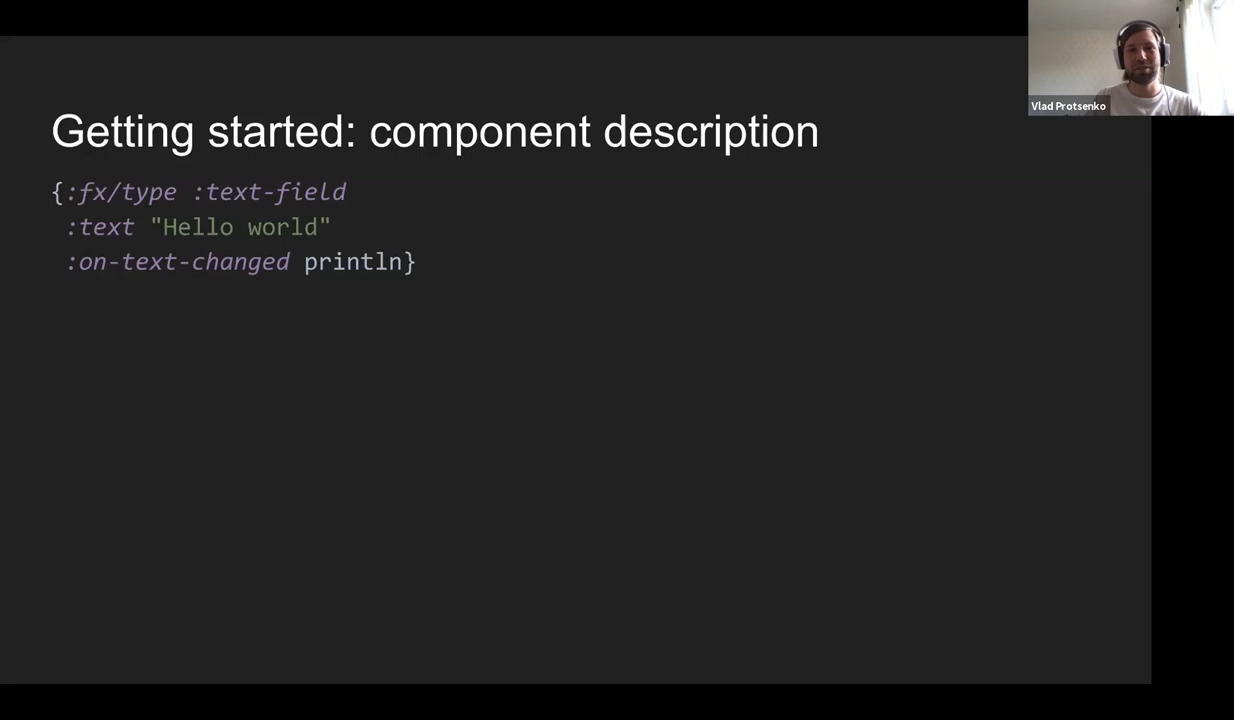 Vlad Protsenko
Getting started: component description
{:fx/type :text-field
:text "Hello world"
:on-text-changed println}